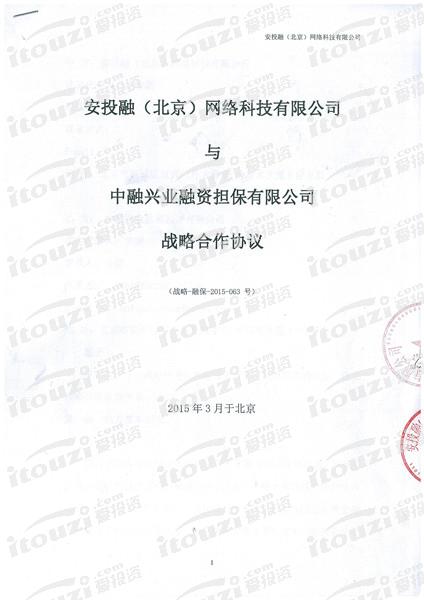 安投融（北京）网络科技有限公司
安投融（北京）网络科技有限公司
与
中融兴业融资担保有限公司
战略合作协议
（战略-融保-2015-063 号）
2015 年 3 月于北京
安投融
1
itouzi.com 爱投资